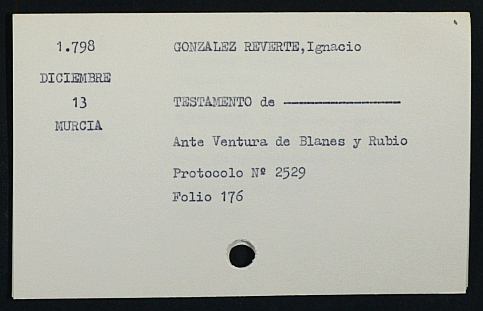 1.798 GONZALEZ REVERTE,Ignacio
DICIEMBRE
13 TESTAMENTO de ------------------
MURCIA
Ante Ventura de Blanes y Rubio
Protocolo Nº 2529
Folio 176